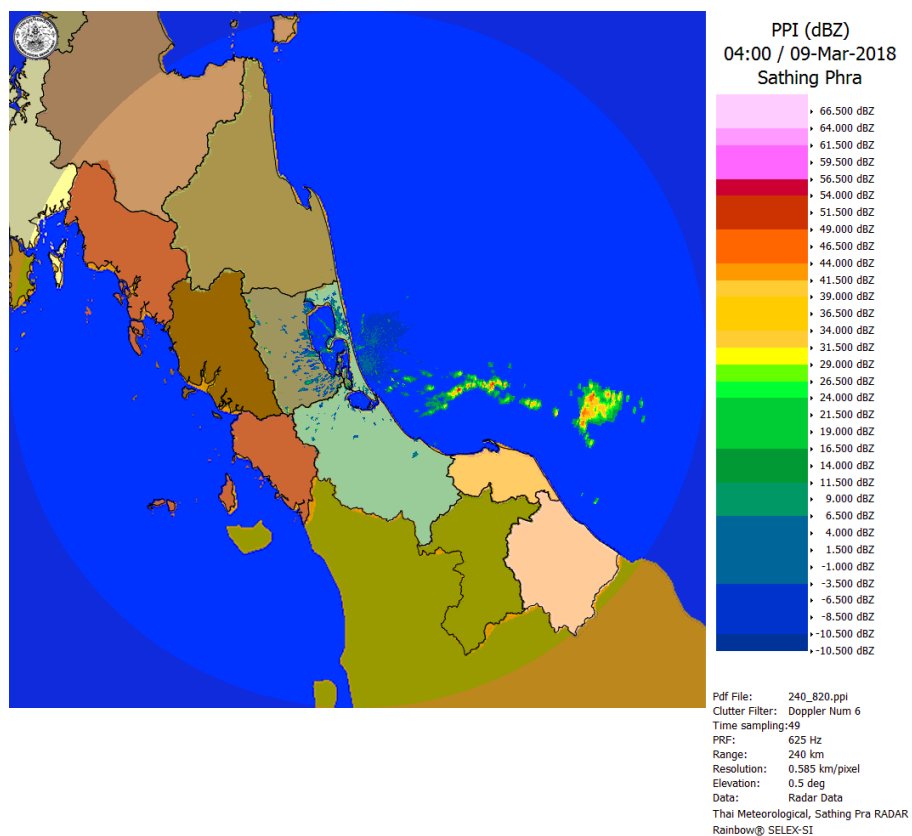 PPI (dBZ)
04:00 / 09-Mar-2018
Sathing Phra
66.500 dBZ
64.000 dBZ
61.500 dBZ
59.500 dBZ
56.500 dBZ
54.000 dBZ
51.500 dBZ
49.000 dBZ
46.500 dBZ
44.000 dBZ
41.500 dBZ
39.000 dBZ
36.500 dBZ
34.000 dBZ
31.500 dBZ
29.000 dBZ
26.500 dBZ
24.000 dBZ
21.500 dBZ
19.000 dBZ
16.500 dBZ
14.000 dBZ
11.500 dBZ
9.000 dBZ
6.500 dBZ
4.000 dBZ
1.500 dBZ
-1.000 dBZ
-3.500 dBZ
-6.500 dBZ
-8.500 dBZ
-10.500 dBZ
-10.500 dBZ
Pdf File: 240_820.ppi
Clutter Filter: Doppler Num 6
Time sampling:49
PRF: 625 Hz
Range: 240 km
Resolution: 0.585 km/pixel
Elevation: 0.5 deg
Data: Radar Data
Thai Meteorological, Sathing Pra RADAR
Rainbow® SELEX-SI